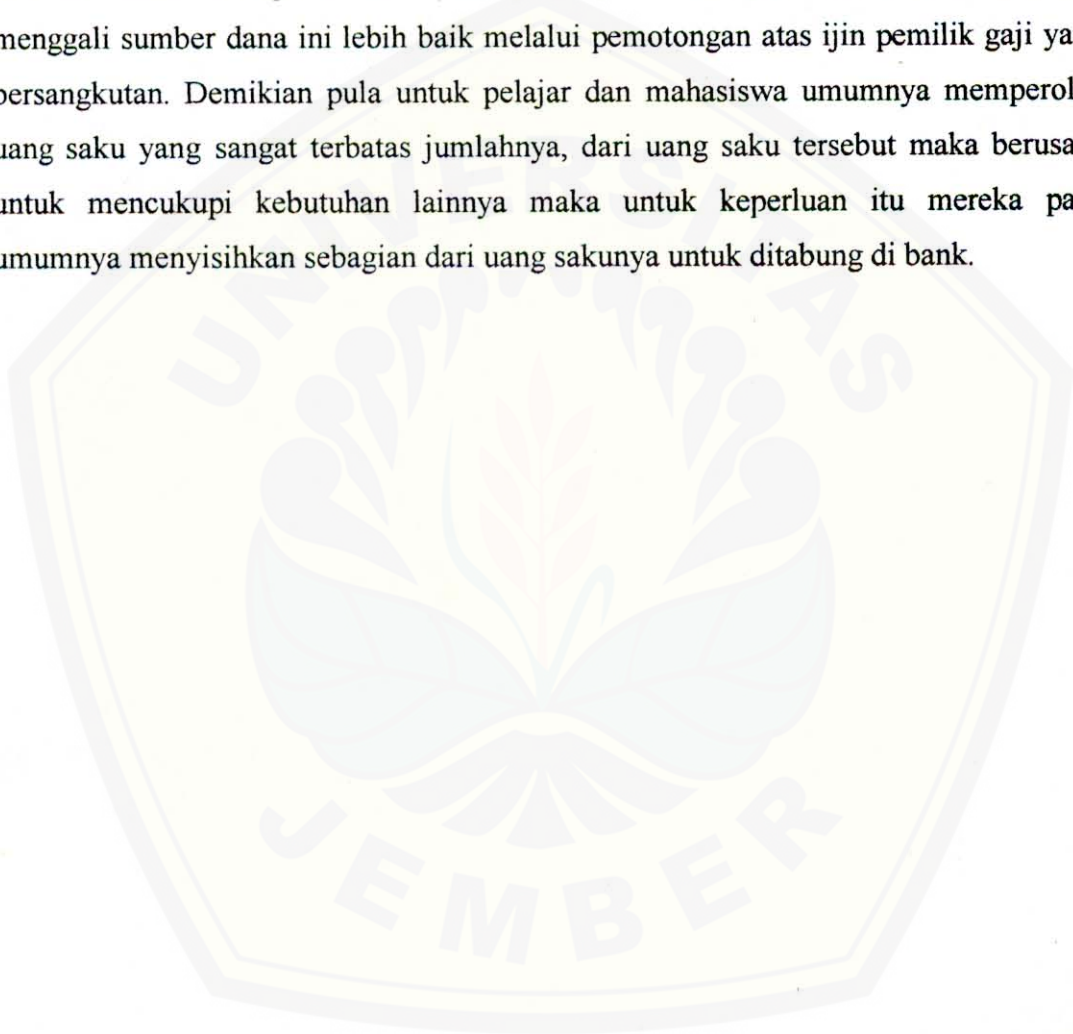 menggali sumber dana ini lebih baik melalui pemotongan atas ijin pemilik gaji ya
bersangkutan. Demikian pula untuk pelajar dan mahasiswa umumnya memperol
uang saku yang sangat terbatas jumlahnya, dari uang saku tersebut maka berusa
untuk mencukupi kebutuhan lainnya maka untuk keperluan itu mereka pa
umumnya menyisihkan sebagian dari uang sakunya untuk ditabung di bank.
UNIVERSITAS
JEMBER